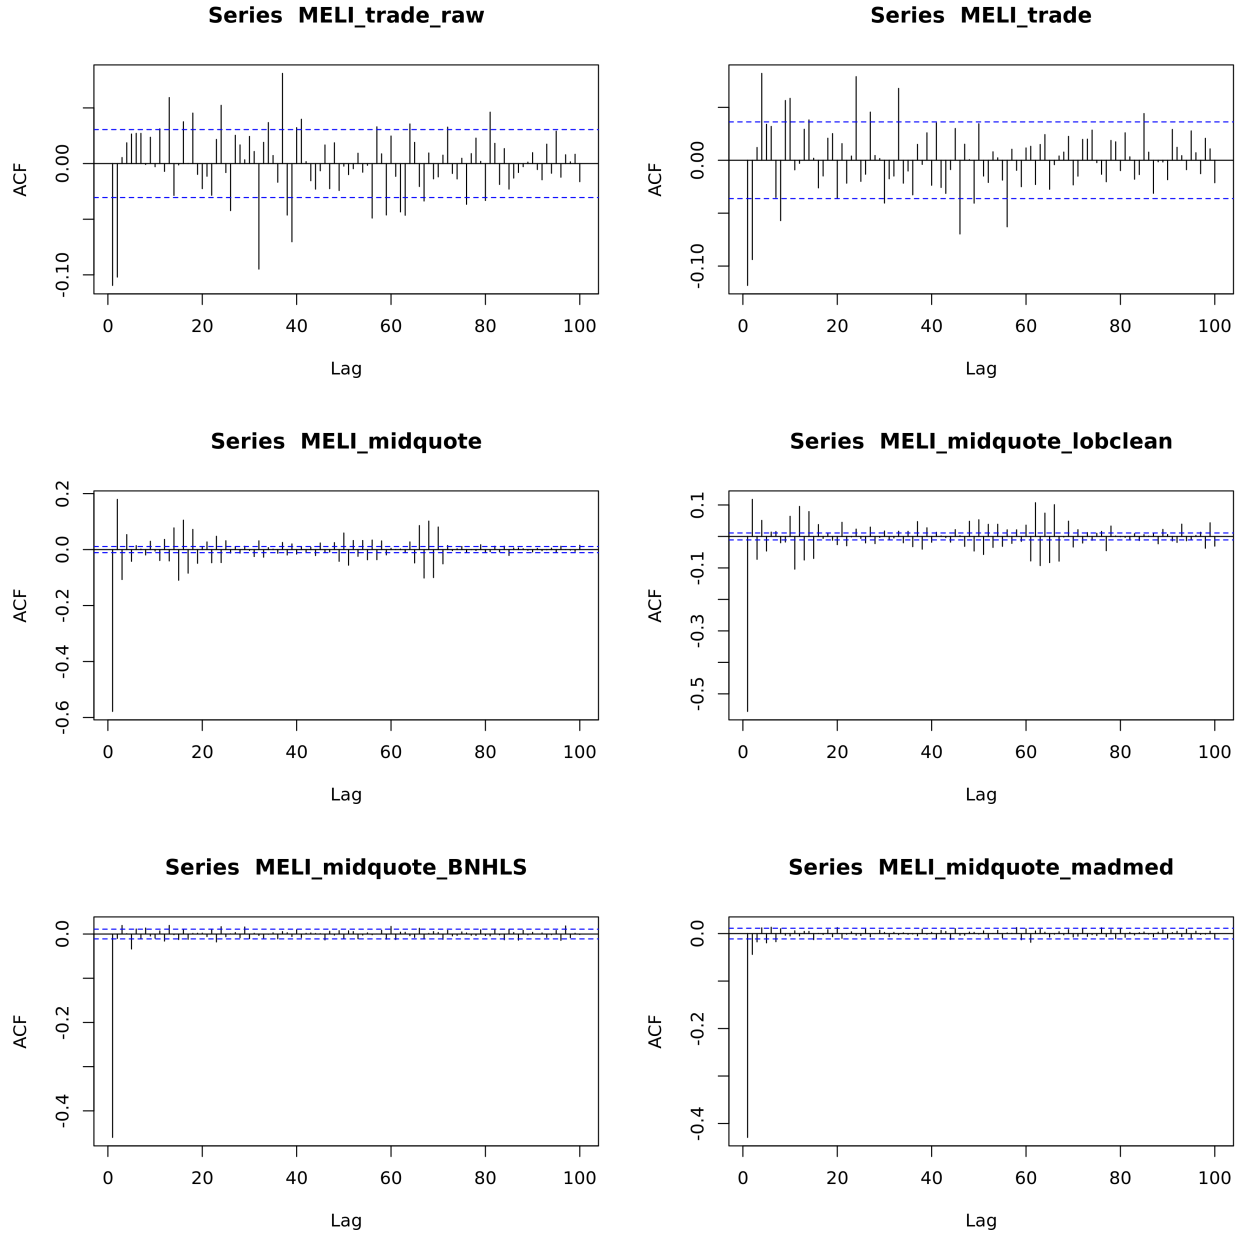 Series MELI_trade_raw
ACF
0.00
-0.10
0 20 40 60 80 100
Lag
Series MELI_trade
ACF
0.00
-0.10
0 20 40 60 80 100
Lag
Series MELI_midquote
ACF
0.2
0.0
-0.2
-0.4
-0.6
0 20 40 60 80 100
Lag
Series MELI_midquote_lobclean
ACF
0.1
-0.1
-0.3
-0.5
0 20 40 60 80 100
Lag
Series MELI_midquote_BNHLS
ACF
0.0
-0.2
-0.4
0 20 40 60 80 100
Lag
Series MELI_midquote_madmed
ACF
0.0
-0.2
-0.4
0 20 40 60 80 100
Lag